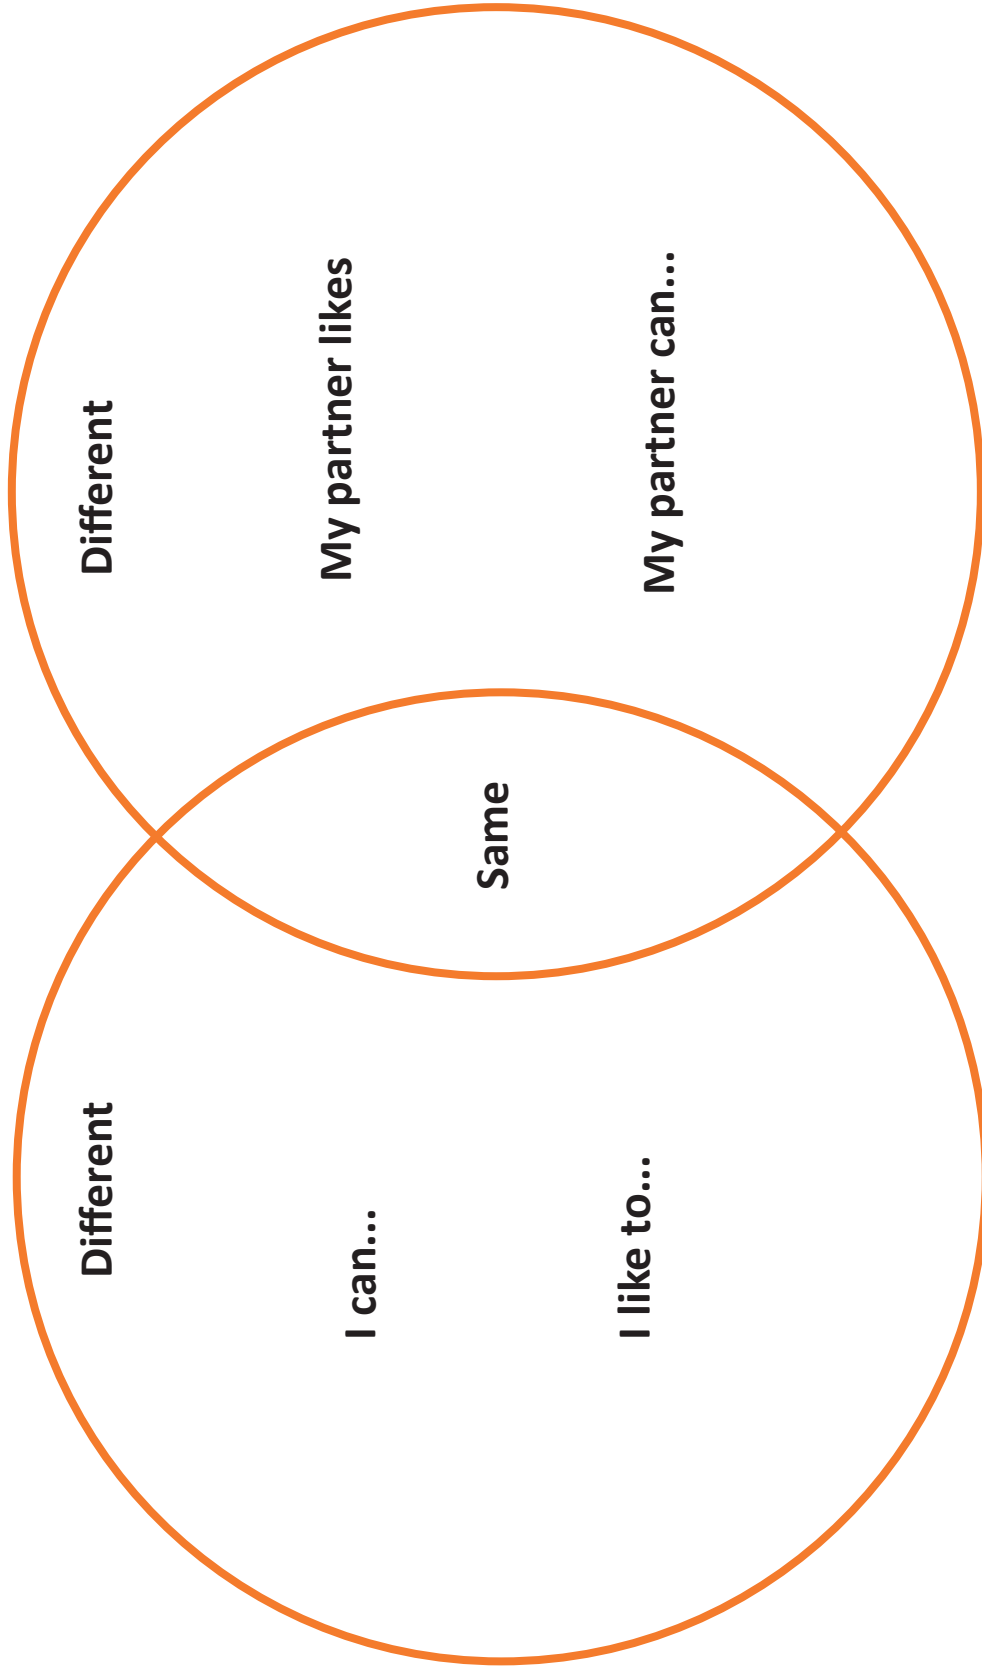 Different
I can...
I like to...
Same
Different
My partner likes
My partner can...